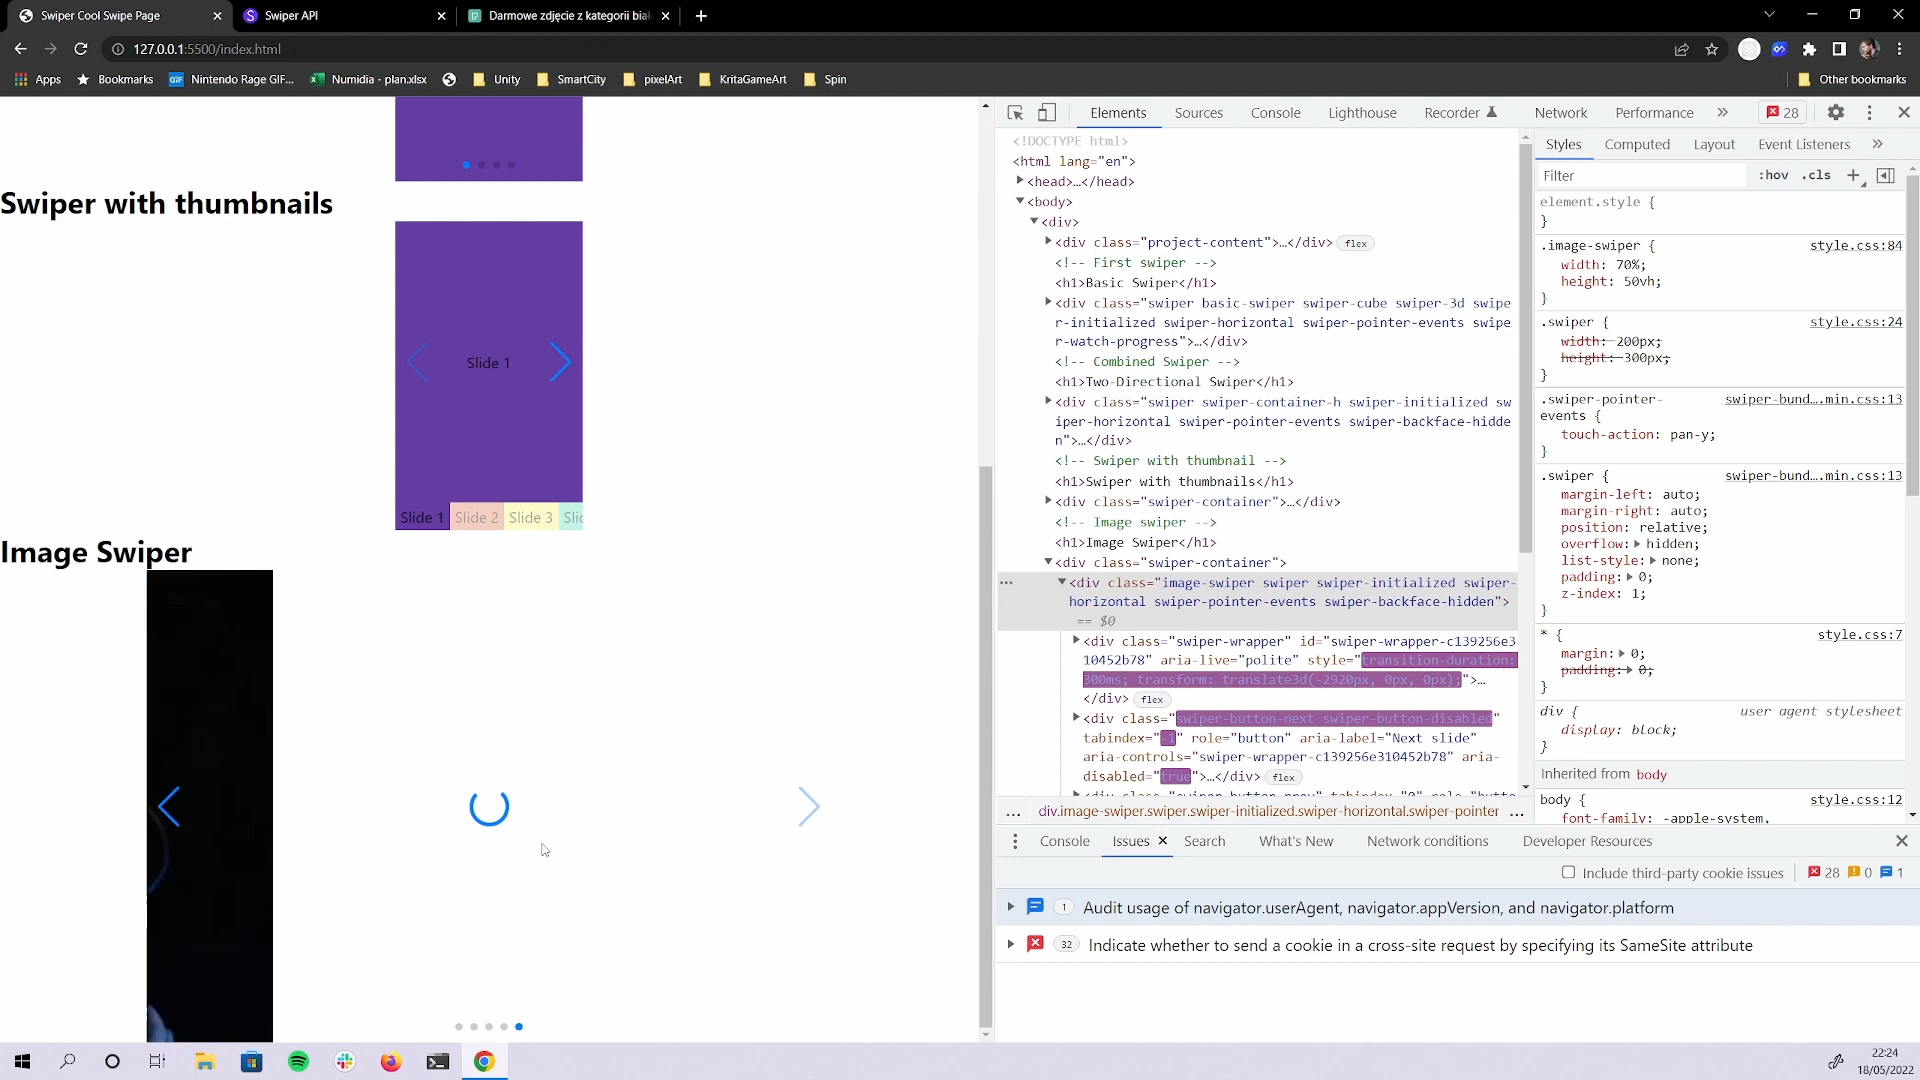 Swiper Cool Swipe Page
Swiper API
Darmowe zdjęcie z kategorii biał
127.0.0.1:5500/index.html
Apps
Bookmarks
Nintendo Rage GIF...
Numidia - plan.xlsx
Unity
SmartCity
pixelArt
KritaGameArt
Spin
Other bookmarks
Swiper with thumbnails
Slide 1
Slide 1 Slide 2 Slide 3 Slid
Image Swiper
Elements Sources Console Lighthouse Recorder Network Performance » 28
<!DOCTYPE html>
<html lang="en">
<head>…</head>
<body>
<div>
<div class="project-content">…</div> flex
<!-- First swiper -->
<h1>Basic Swiper</h1>
<div class="swiper basic-swiper swiper-cube swiper-3d swipe
r-initialized swiper-horizontal swiper-pointer-events swipe
r-watch-progress">…</div>
<!-- Combined Swiper -->
<h1>Two-Directional Swiper</h1>
<div class="swiper swiper-container-h swiper-initialized sw
iper-horizontal swiper-pointer-events swiper-backface-hidde
n">…</div>
<!-- Swiper with thumbnail -->
<h1>Swiper with thumbnails</h1>
<div class="swiper-container">…</div>
<!-- Image swiper -->
<h1>Image Swiper</h1>
<div class="swiper-container">
<div class="image-swiper swiper swiper-initialized swiper-
horizontal swiper-pointer-events swiper-backface-hidden">
== $0
<div class="swiper-wrapper" id="swiper-wrapper-c139256e3
10452b78" aria-live="polite" style="transition-duration:
300ms; transform: translate3d(-2920px, 0px, 0px);">…
</div> flex
<div class="swiper-button-next swiper-button-disabled"
tabindex="-1" role="button" aria-label="Next slide"
aria-controls="swiper-wrapper-c139256e310452b78" aria-
disabled="true">…</div> flex
... div.image-swiper.swiper.swiper-initialized.swiper-horizontal.swiper-pointer ...
Styles Computed Layout Event Listeners »
Filter :hov .cls +
element.style {
}
.image-swiper { style.css:84
width: 70%;
height: 50vh;
}
.swiper { style.css:24
width: 200px;
height: 300px;
}
.swiper-pointer- swiper-bund….min.css:13
events {
touch-action: pan-y;
}
.swiper { swiper-bund….min.css:13
margin-left: auto;
margin-right: auto;
position: relative;
overflow: hidden;
list-style: none;
padding: 0;
z-index: 1;
}
* { style.css:7
margin: 0;
padding: 0;
}
div { user agent stylesheet
display: block;
}
Inherited from body
body { style.css:12
font-family: -apple-system,
Console Issues Search What's New Network conditions Developer Resources
Include third-party cookie issues 28 0 1
1 Audit usage of navigator.userAgent, navigator.appVersion, and navigator.platform
32 Indicate whether to send a cookie in a cross-site request by specifying its SameSite attribute
22:24
18/05/2022